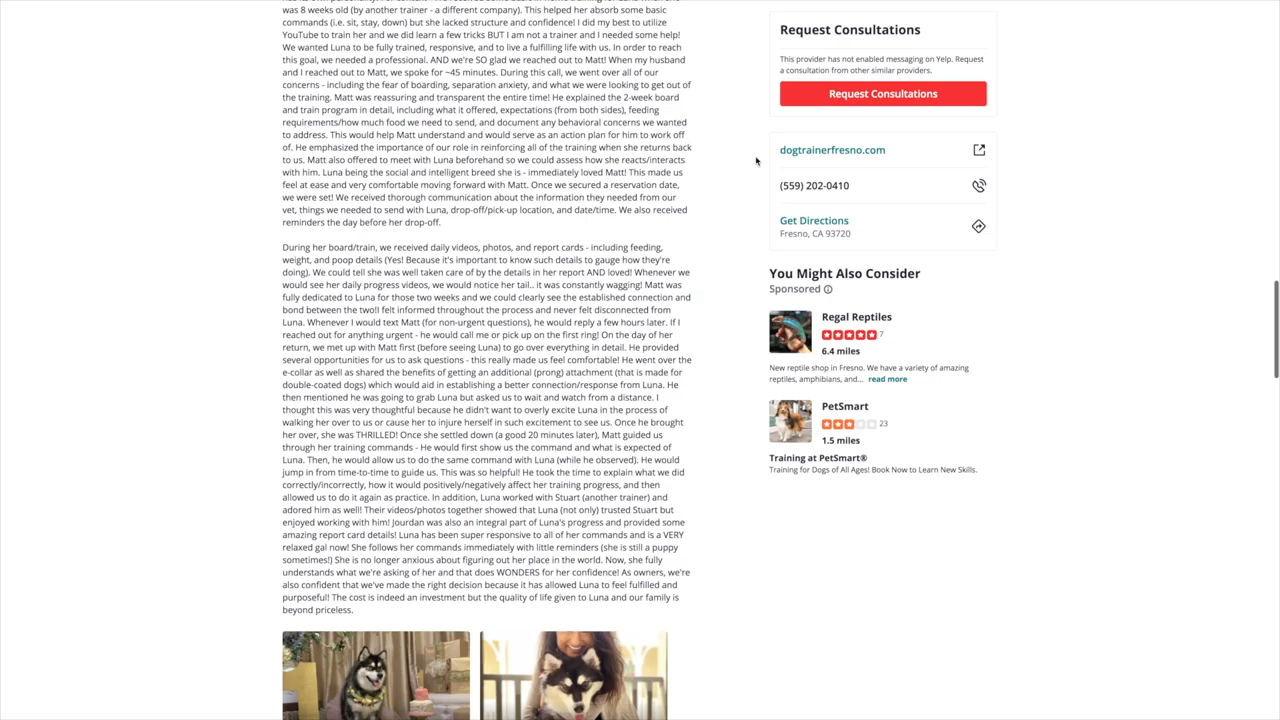 was 8 weeks old (by another trainer - a different company). This helped her absorb some basic
commands (i.e. sit, stay, down) but she lacked structure and confidence! I did my best to utilize
YouTube to train her and we did learn a few tricks BUT I am not a trainer and I needed some help!
We wanted Luna to be fully trained, responsive, and to live a fulfilling life with us. In order to reach
this goal, we needed a professional. AND we're SO glad we reached out to Matt! When my husband
and I reached out to Matt, we spoke for ~45 minutes. During this call, we went over all of our
concerns - including the fear of boarding, separation anxiety, and what we were looking to get out of
the training. Matt was reassuring and transparent the entire time! He explained the 2-week board
and train program in detail, including what it offered, expectations (from both sides), feeding
requirements/how much food we need to send, and document any behavioral concerns we wanted
to address. This would help Matt understand and would serve as an action plan for him to work off
of. He emphasized the importance of our role in reinforcing all of the training when she returns back
to us. Matt also offered to meet with Luna beforehand so we could assess how she reacts/interacts
with him. Luna being the social and intelligent breed she is - immediately loved Matt! This made us
feel at ease and very comfortable moving forward with Matt. Once we secured a reservation date,
we were set! We received thorough communication about the information they needed from our
vet, things we needed to send with Luna, drop-off/pick-up location, and date/time. We also received
reminders the day before her drop-off.
During her board/train, we received daily videos, photos, and report cards - including feeding,
weight, and poop details (Yes! Because it's important to know such details to gauge how they're
doing). We could tell she was well taken care of by the details in her report AND loved! Whenever we
would see her daily progress videos, we would notice her tail.. it was constantly wagging! Matt was
fully dedicated to Luna for those two weeks and we could clearly see the established connection and
bond between the two!I felt informed throughout the process and never felt disconnected from
Luna. Whenever I would text Matt (for non-urgent questions), he would reply a few hours later. If I
reached out for anything urgent - he would call me or pick up on the first ring! On the day of her
return, we met up with Matt first (before seeing Luna) to go over everything in detail. He provided
several opportunities for us to ask questions - this really made us feel comfortable! He went over the
e-collar as well as shared the benefits of getting an additional (prong) attachment (that is made for
double-coated dogs) which would aid in establishing a better connection/response from Luna. He
then mentioned he was going to grab Luna but asked us to wait and watch from a distance. I
thought this was very thoughtful because he didn't want to overly excite Luna in the process of
walking her over to us or cause her to injure herself in such excitement to see us. Once he brought
her over, she was THRILLED! Once she settled down (a good 20 minutes later), Matt guided us
through her training commands - He would first show us the command and what is expected of
Luna. Then, he would allow us to do the same command with Luna (while he observed). He would
jump in from time-to-time to guide us. This was so helpful! He took the time to explain what we did
correctly/incorrectly, how it would positively/negatively affect her training progress, and then
allowed us to do it again as practice. In addition, Luna worked with Stuart (another trainer) and
adored him as well! Their videos/photos together showed that Luna (not only) trusted Stuart but
enjoyed working with him! Jourdan was also an integral part of Luna's progress and provided some
amazing report card details! Luna has been super responsive to all of her commands and is a VERY
relaxed gal now! She follows her commands immediately with little reminders (she is still a puppy
sometimes!) She is no longer anxious about figuring out her place in the world. Now, she fully
understands what we're asking of her and that does WONDERS for her confidence! As owners, we're
also confident that we've made the right decision because it has allowed Luna to feel fulfilled and
purposeful! The cost is indeed an investment but the quality of life given to Luna and our family is
beyond priceless.
Request Consultations
This provider has not enabled messaging on Yelp. Request
a consultation from other similar providers.
Request Consultations
dogtrainerfresno.com
(559) 202-0410
Get Directions
Fresno, CA 93720
You Might Also Consider
Sponsored
Regal Reptiles
7
6.4 miles
New reptile shop in Fresno. We have a variety of amazing
reptiles, amphibians, and... read more
PetSmart
23
1.5 miles
Training at PetSmart®
Training for Dogs of All Ages! Book Now to Learn New Skills.